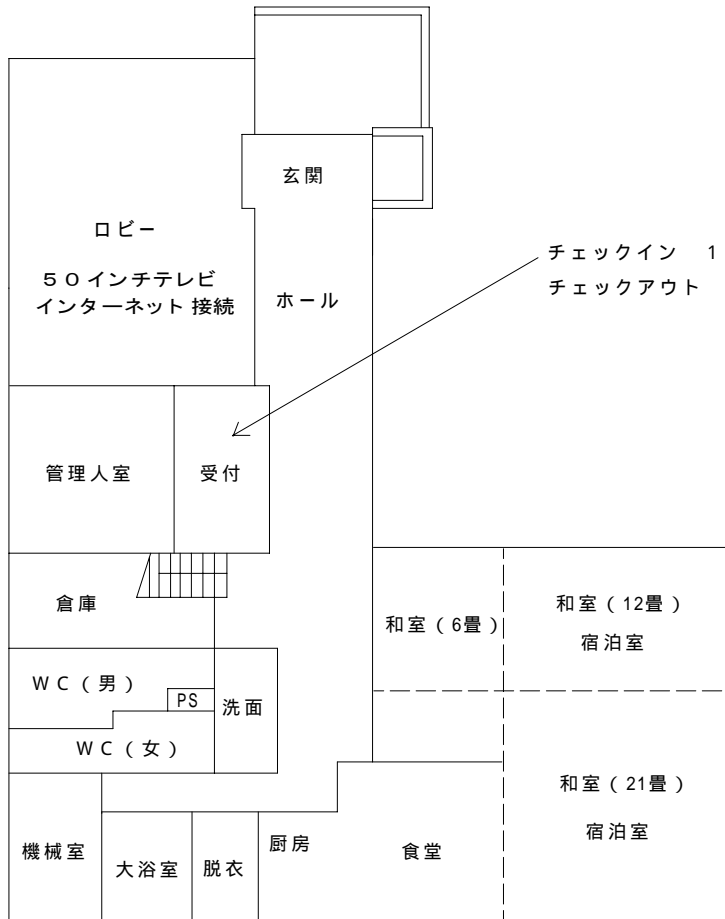 玄関
ロビー
５０インチテレビ
インターネット接続
ホール
チェックイン　1
チェックアウト
管理人室
受付
倉庫
和室（6畳）
和室（12畳）
宿泊室
ＷＣ（男）
PS
洗面
ＷＣ（女）
和室（21畳）
宿泊室
機械室
大浴室
脱衣
厨房
食堂